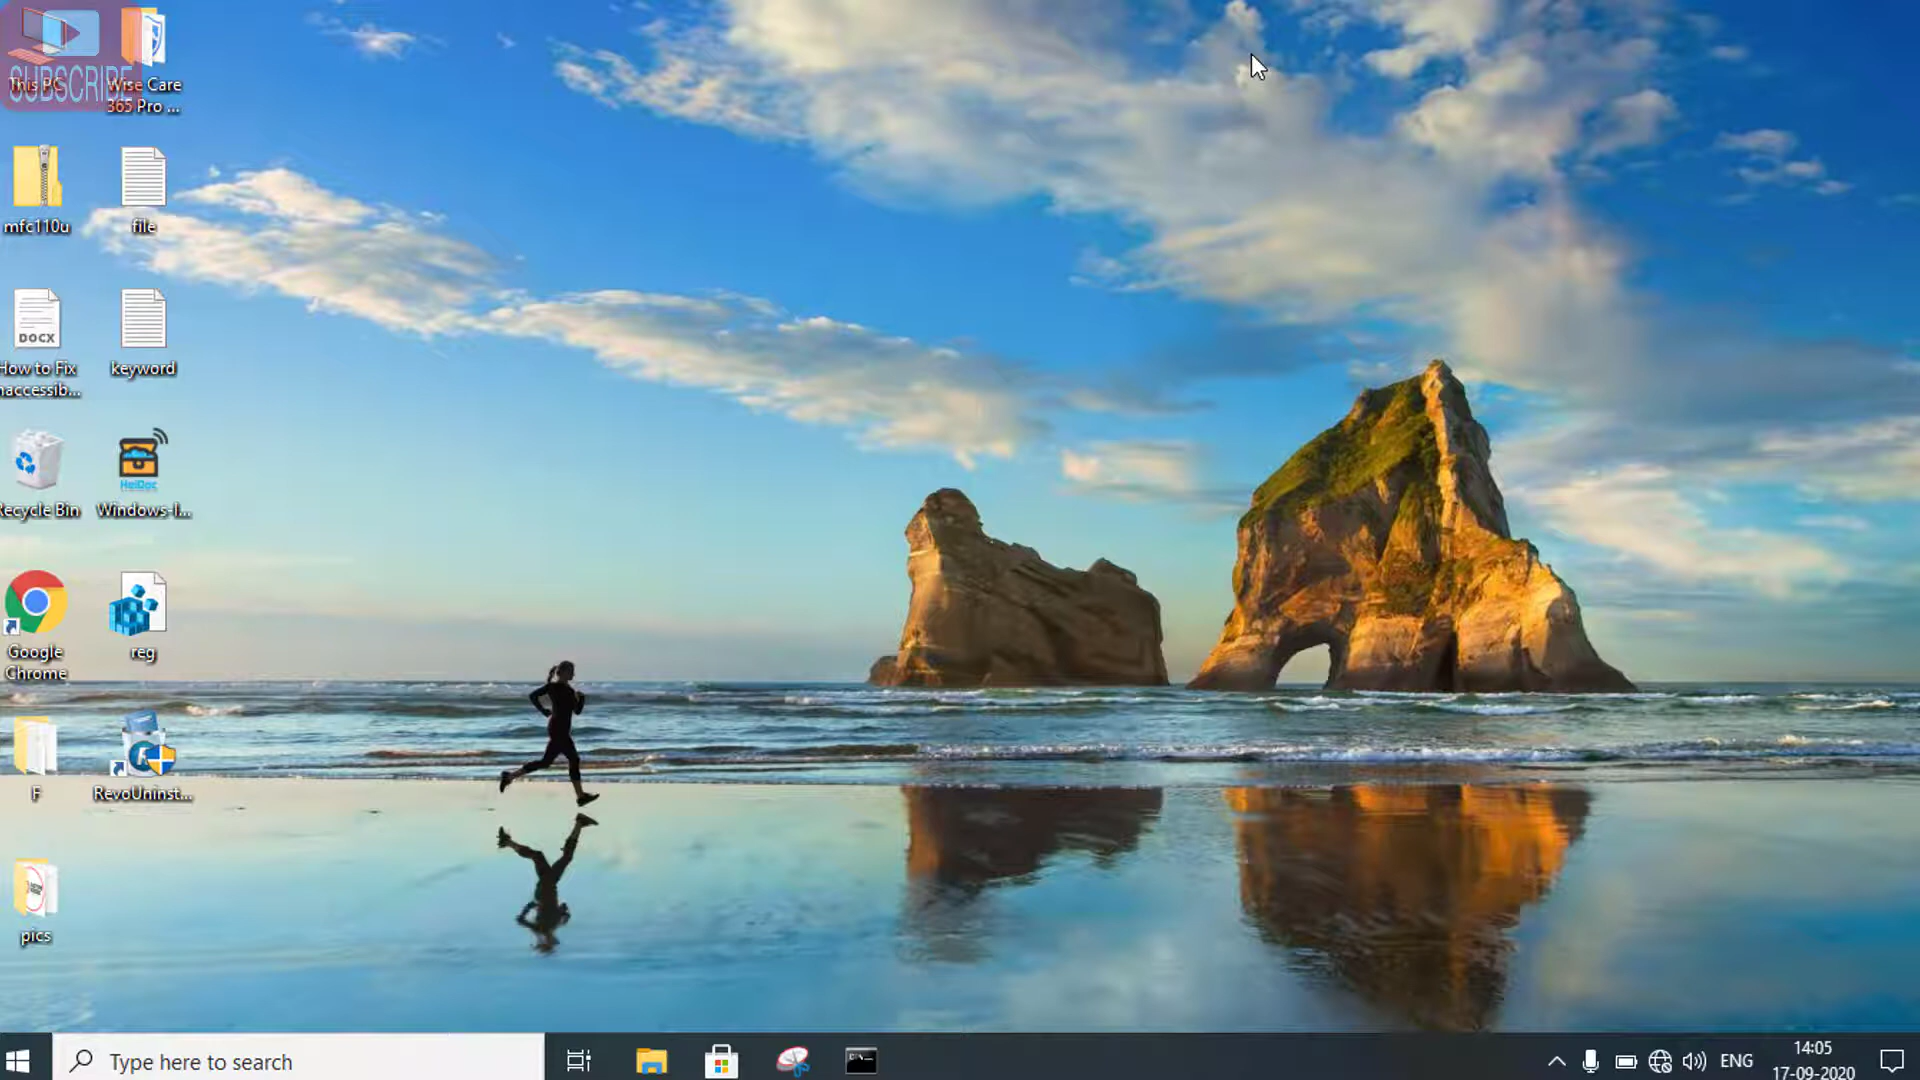 SUBSCRIBE
This PC
Wise Care
365 Pro ...
mfc110u
file
DOCX
How to Fix
naccessib...
keyword
Recycle Bin
HeiDoc
Windows-I...
Google
Chrome
reg
F
RevoUninst...
pics
Type here to search
ENG
14:05
17-09-2020